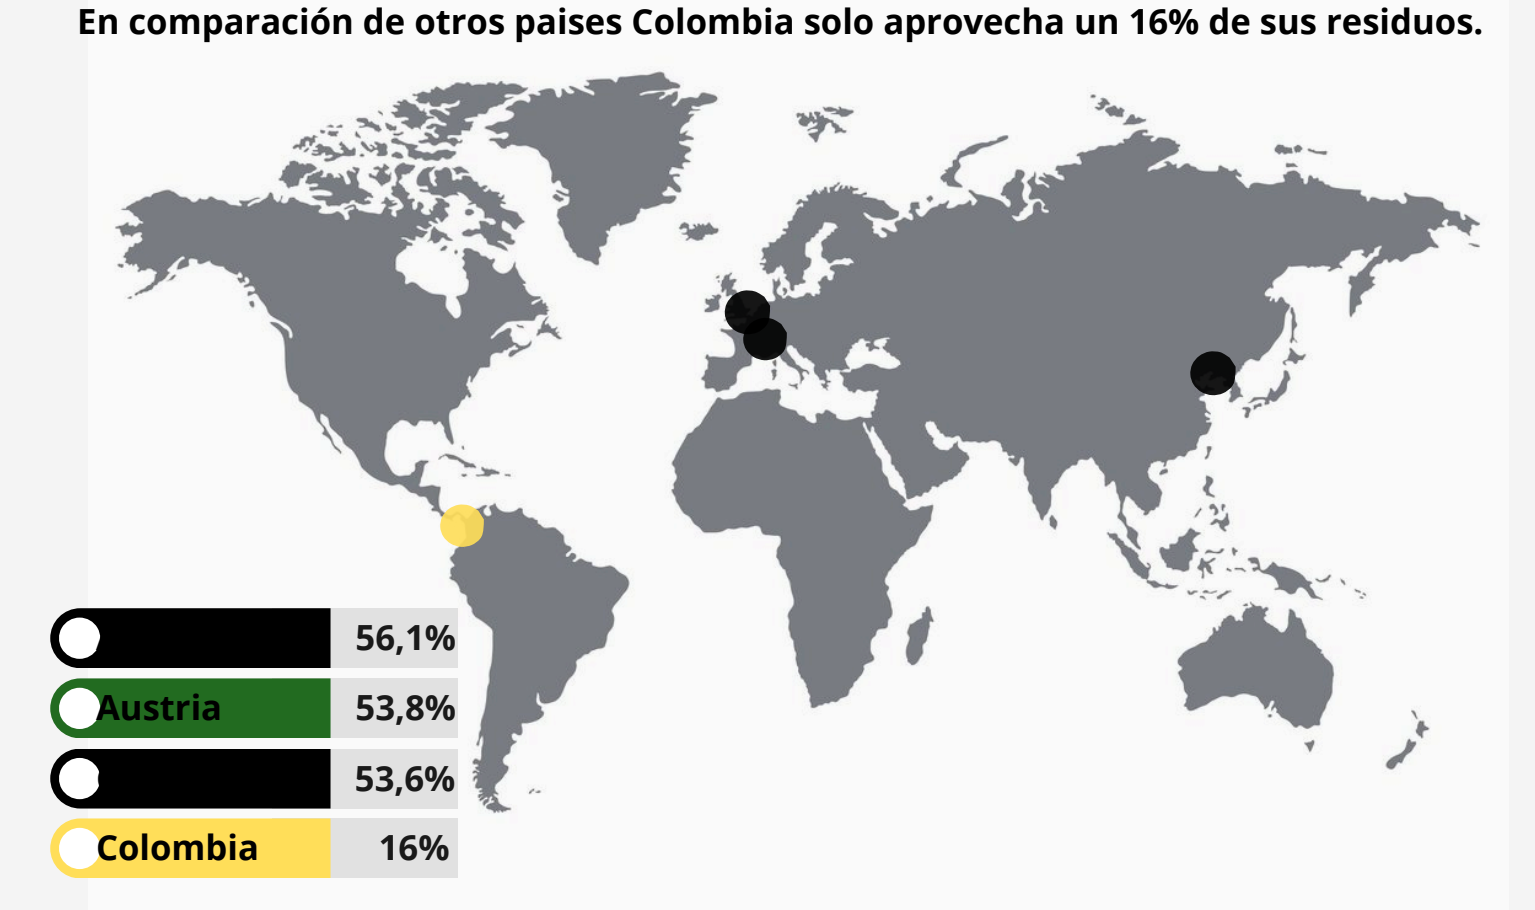 En comparación de otros paises Colombia solo aprovecha un 16% de sus residuos.
56,1%
Austria 53,8%
53,6%
Colombia 16%